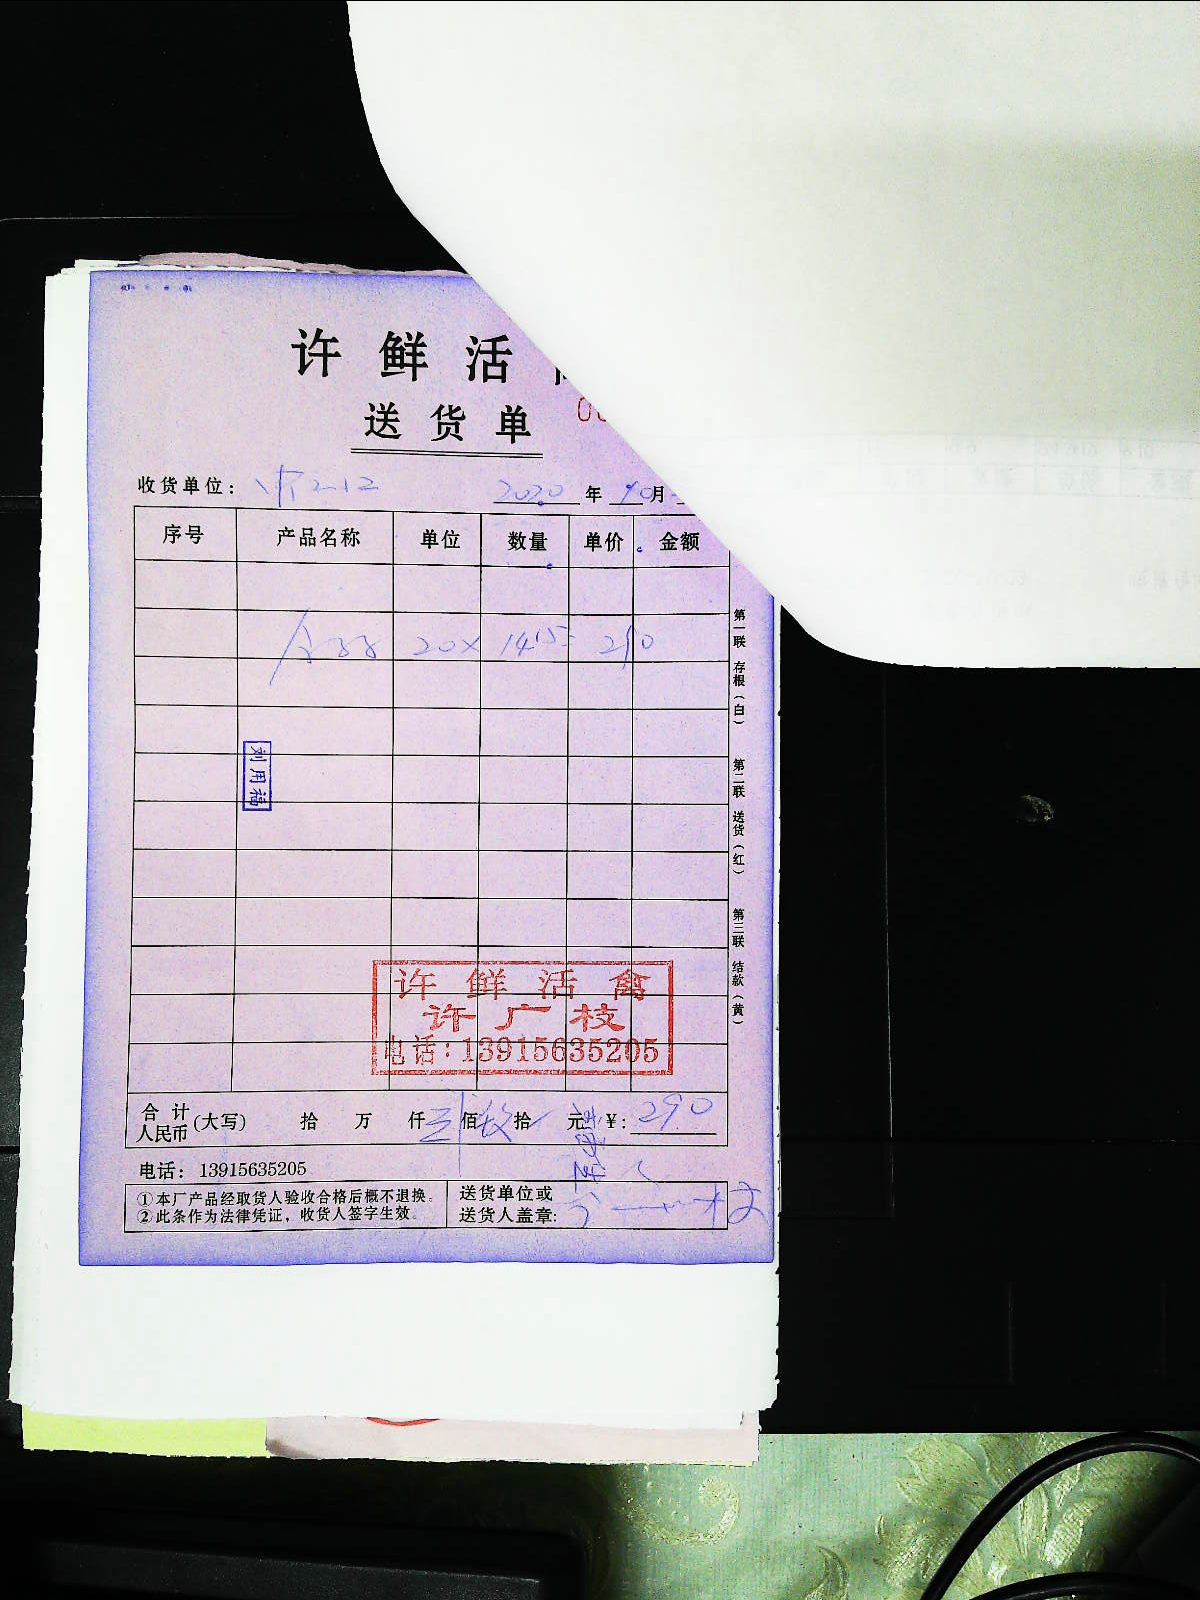 许鲜活
送货单
收货单位：
2020 年 10 月
序号 产品名称 单位 数量 单价 金额
20× 14.5= 290
刘用福
第一联 存根（白） 第二联 送货（红） 第三联 结款（黄）
许鲜活禽
许广枝
电话：13915635205
合计人民币（大写） 拾 万 仟 佰 拾 元 ￥：290
电话：13915635205
①本厂产品经取货人验收合格后概不退换。
②此条作为法律凭证，收货人签字生效。
送货单位或
送货人盖章：